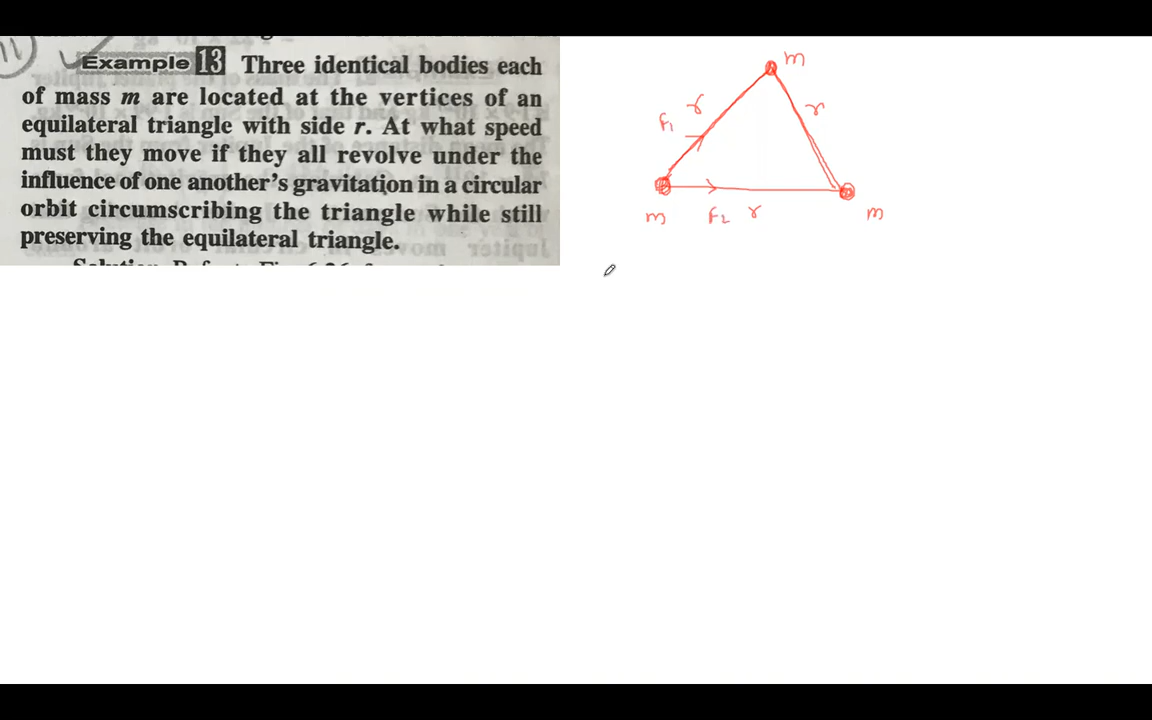 11
Example 13 Three identical bodies each
of mass m are located at the vertices of an
equilateral triangle with side r. At what speed
must they move if they all revolve under the
influence of one another's gravitation in a circular
orbit circumscribing the triangle while still
preserving the equilateral triangle.
m
r
r
F1
m
F2
r
m